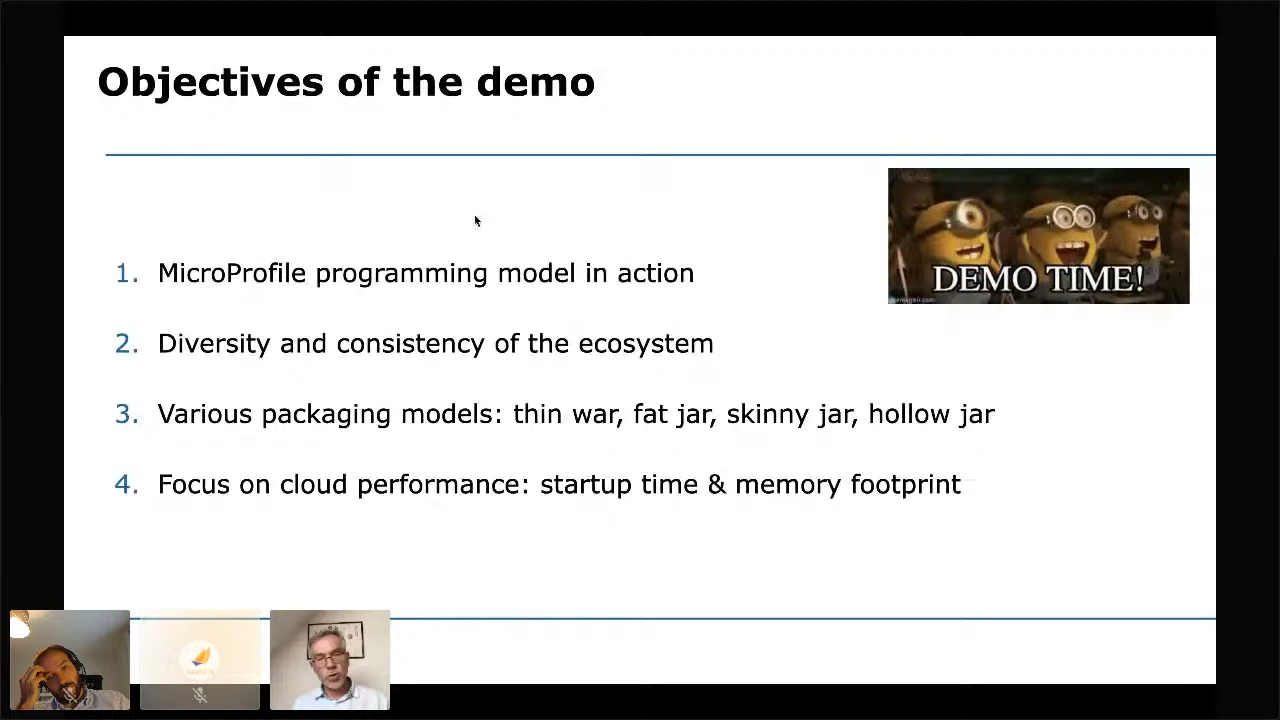 Objectives of the demo
DEMO TIME!
1. MicroProfile programming model in action
2. Diversity and consistency of the ecosystem
3. Various packaging models: thin war, fat jar, skinny jar, hollow jar
4. Focus on cloud performance: startup time & memory footprint